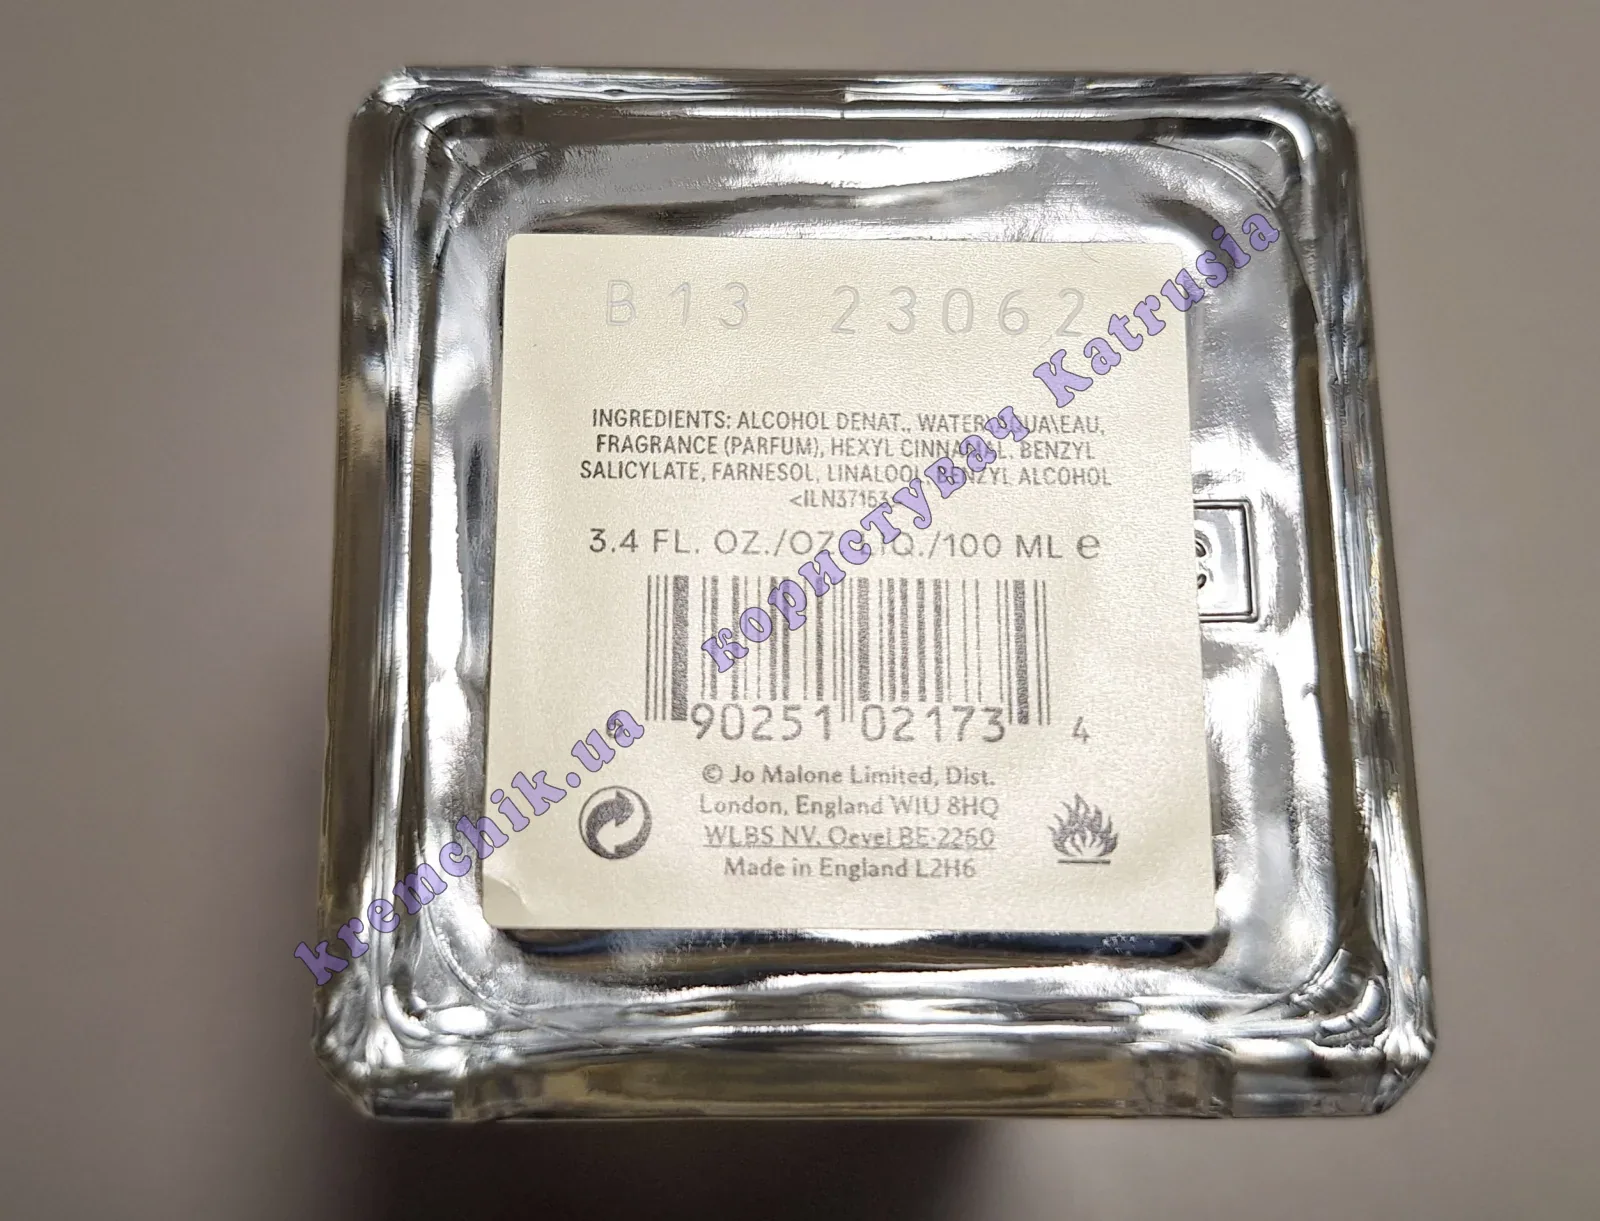 B13 23062
INGREDIENTS: ALCOHOL DENAT., WATER\AQUA\EAU,
FRAGRANCE (PARFUM), HEXYL CINNAMAL, BENZYL
SALICYLATE, FARNESOL, LINALOOL, BENZYL ALCOHOL
<ILN37153>
3.4 FL. OZ./OZ. LIQ./100 ML e
90251 02173 4
© Jo Malone Limited, Dist.
London, England W1U 8HQ
WLBS NV. Oevel BE-2260
Made in England L2H6
kremchik.ua користувач Katrusia